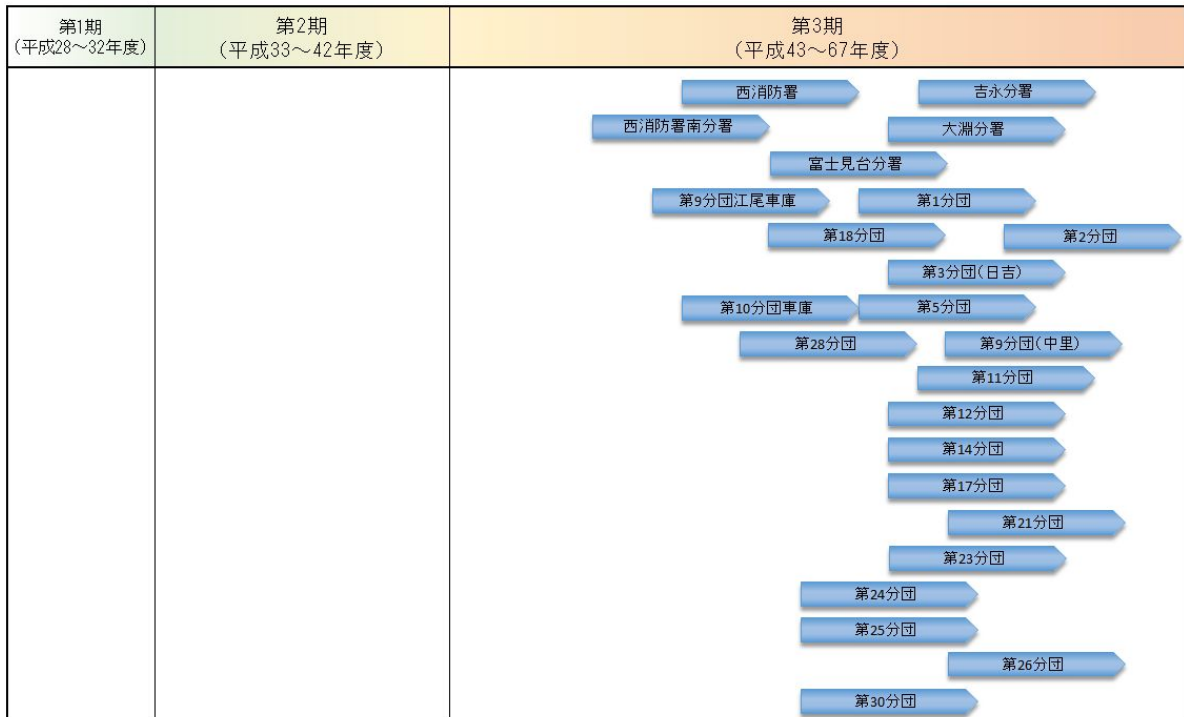 第1期
(平成28～32年度)
第2期
(平成33～42年度)
第3期
(平成43～67年度)
西消防署
吉永分署
西消防署南分署
大淵分署
富士見台分署
第9分団江尾車庫
第1分団
第18分団
第2分団
第3分団(日吉)
第10分団車庫
第5分団
第28分団
第9分団(中里)
第11分団
第12分団
第14分団
第17分団
第21分団
第23分団
第24分団
第25分団
第26分団
第30分団